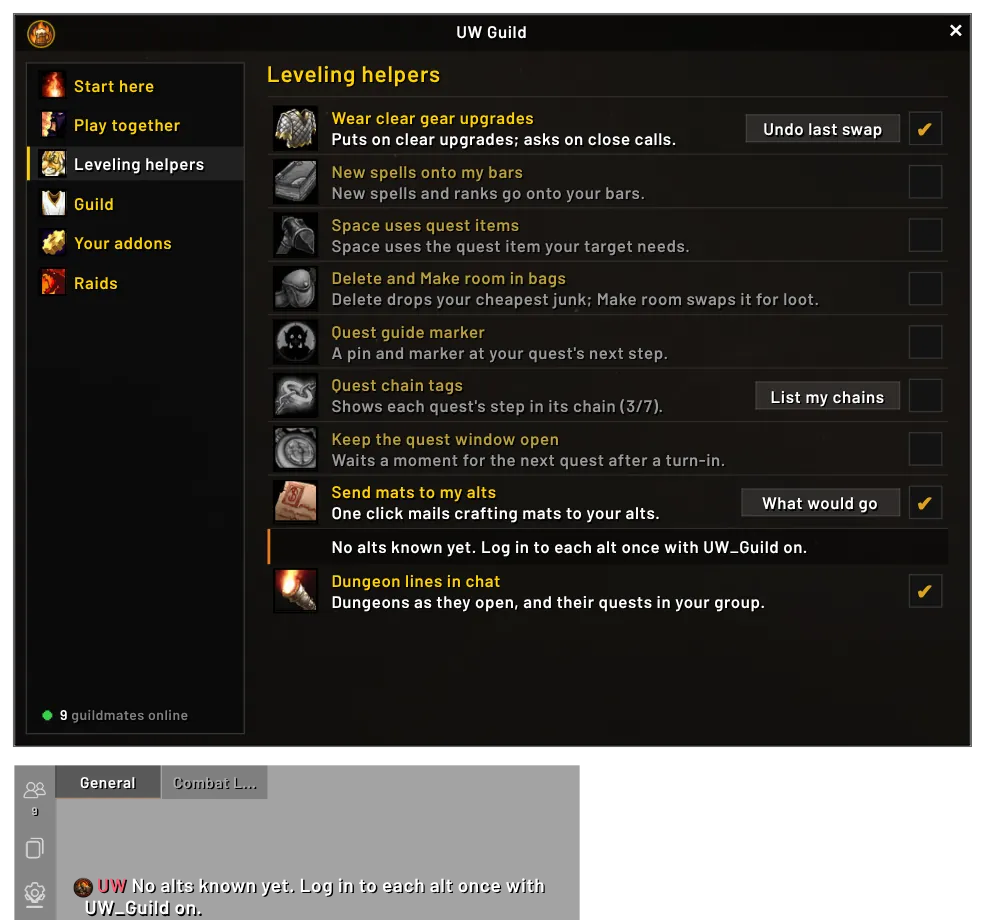 UW Guild
Start here
Play together
Leveling helpers
Guild
Your addons
Raids
9 guildmates online
Leveling helpers
Wear clear gear upgrades
Puts on clear upgrades; asks on close calls.
Undo last swap
New spells onto my bars
New spells and ranks go onto your bars.
Space uses quest items
Space uses the quest item your target needs.
Delete and Make room in bags
Delete drops your cheapest junk; Make room swaps it for loot.
Quest guide marker
A pin and marker at your quest's next step.
Quest chain tags
Shows each quest's step in its chain (3/7).
List my chains
Keep the quest window open
Waits a moment for the next quest after a turn-in.
Send mats to my alts
One click mails crafting mats to your alts.
What would go
No alts known yet. Log in to each alt once with UW_Guild on.
Dungeon lines in chat
Dungeons as they open, and their quests in your group.
General
Combat L...
9
UW No alts known yet. Log in to each alt once with
UW_Guild on.